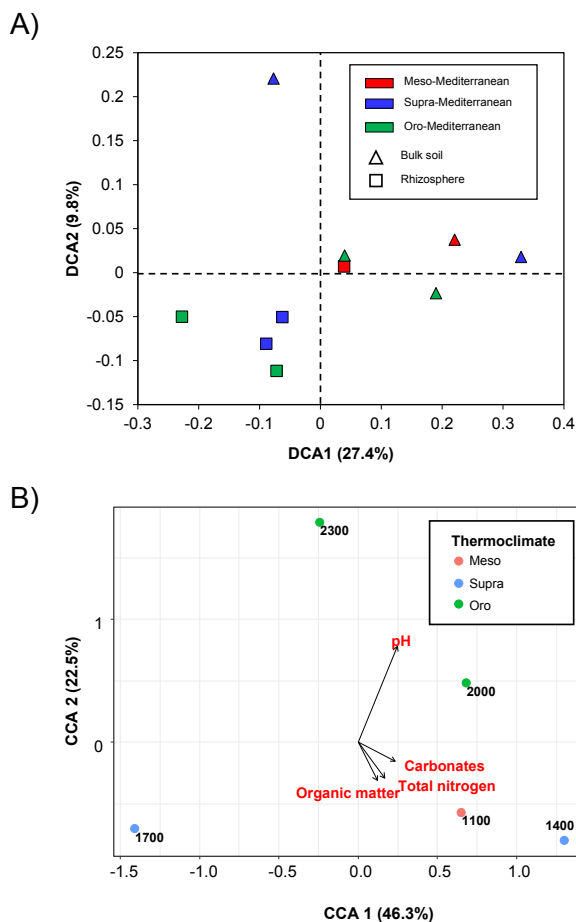 A)
0.25
0.2
0.15
0.1
0.05
0
-0.05
-0.1
-0.15
DCA2 (9.8%)
Meso-Mediterranean
Supra-Mediterranean
Oro-Mediterranean
Bulk soil
Rhizosphere
-0.3 -0.2 -0.1 0 0.1 0.2 0.3 0.4
DCA1 (27.4%)
B)
Thermoclimate
Meso
Supra
Oro
2300
1
pH
2000
CCA 2 (22.5%)
0
Carbonates
Total nitrogen
Organic matter
1100
1400
1700
-1.5 -1.0 -0.5 0.0 0.5 1.0
CCA 1 (46.3%)